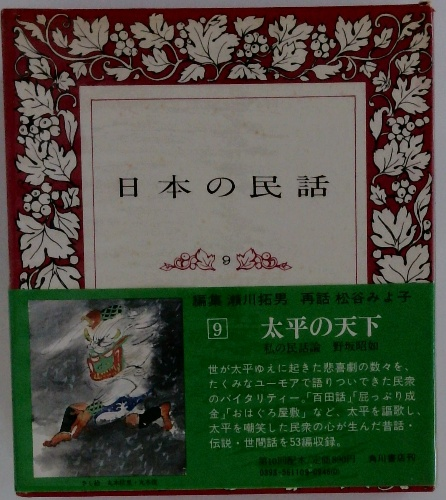 日本の民話
9
編集 瀬川拓男 再話 松谷みよ子
9 太平の天下
私の民話論 野坂昭如
世が太平ゆえに起きた悲喜劇の数々を、
たくみなユーモアで語りついできた民衆
のバイタリティー。「百田話」「屁っぷり成
金」「おはぐろ屋敷」など、太平を謳歌し、
太平を嘲笑した民衆の心が生んだ昔話・
伝説・世間話を53編収録。
角川書店刊